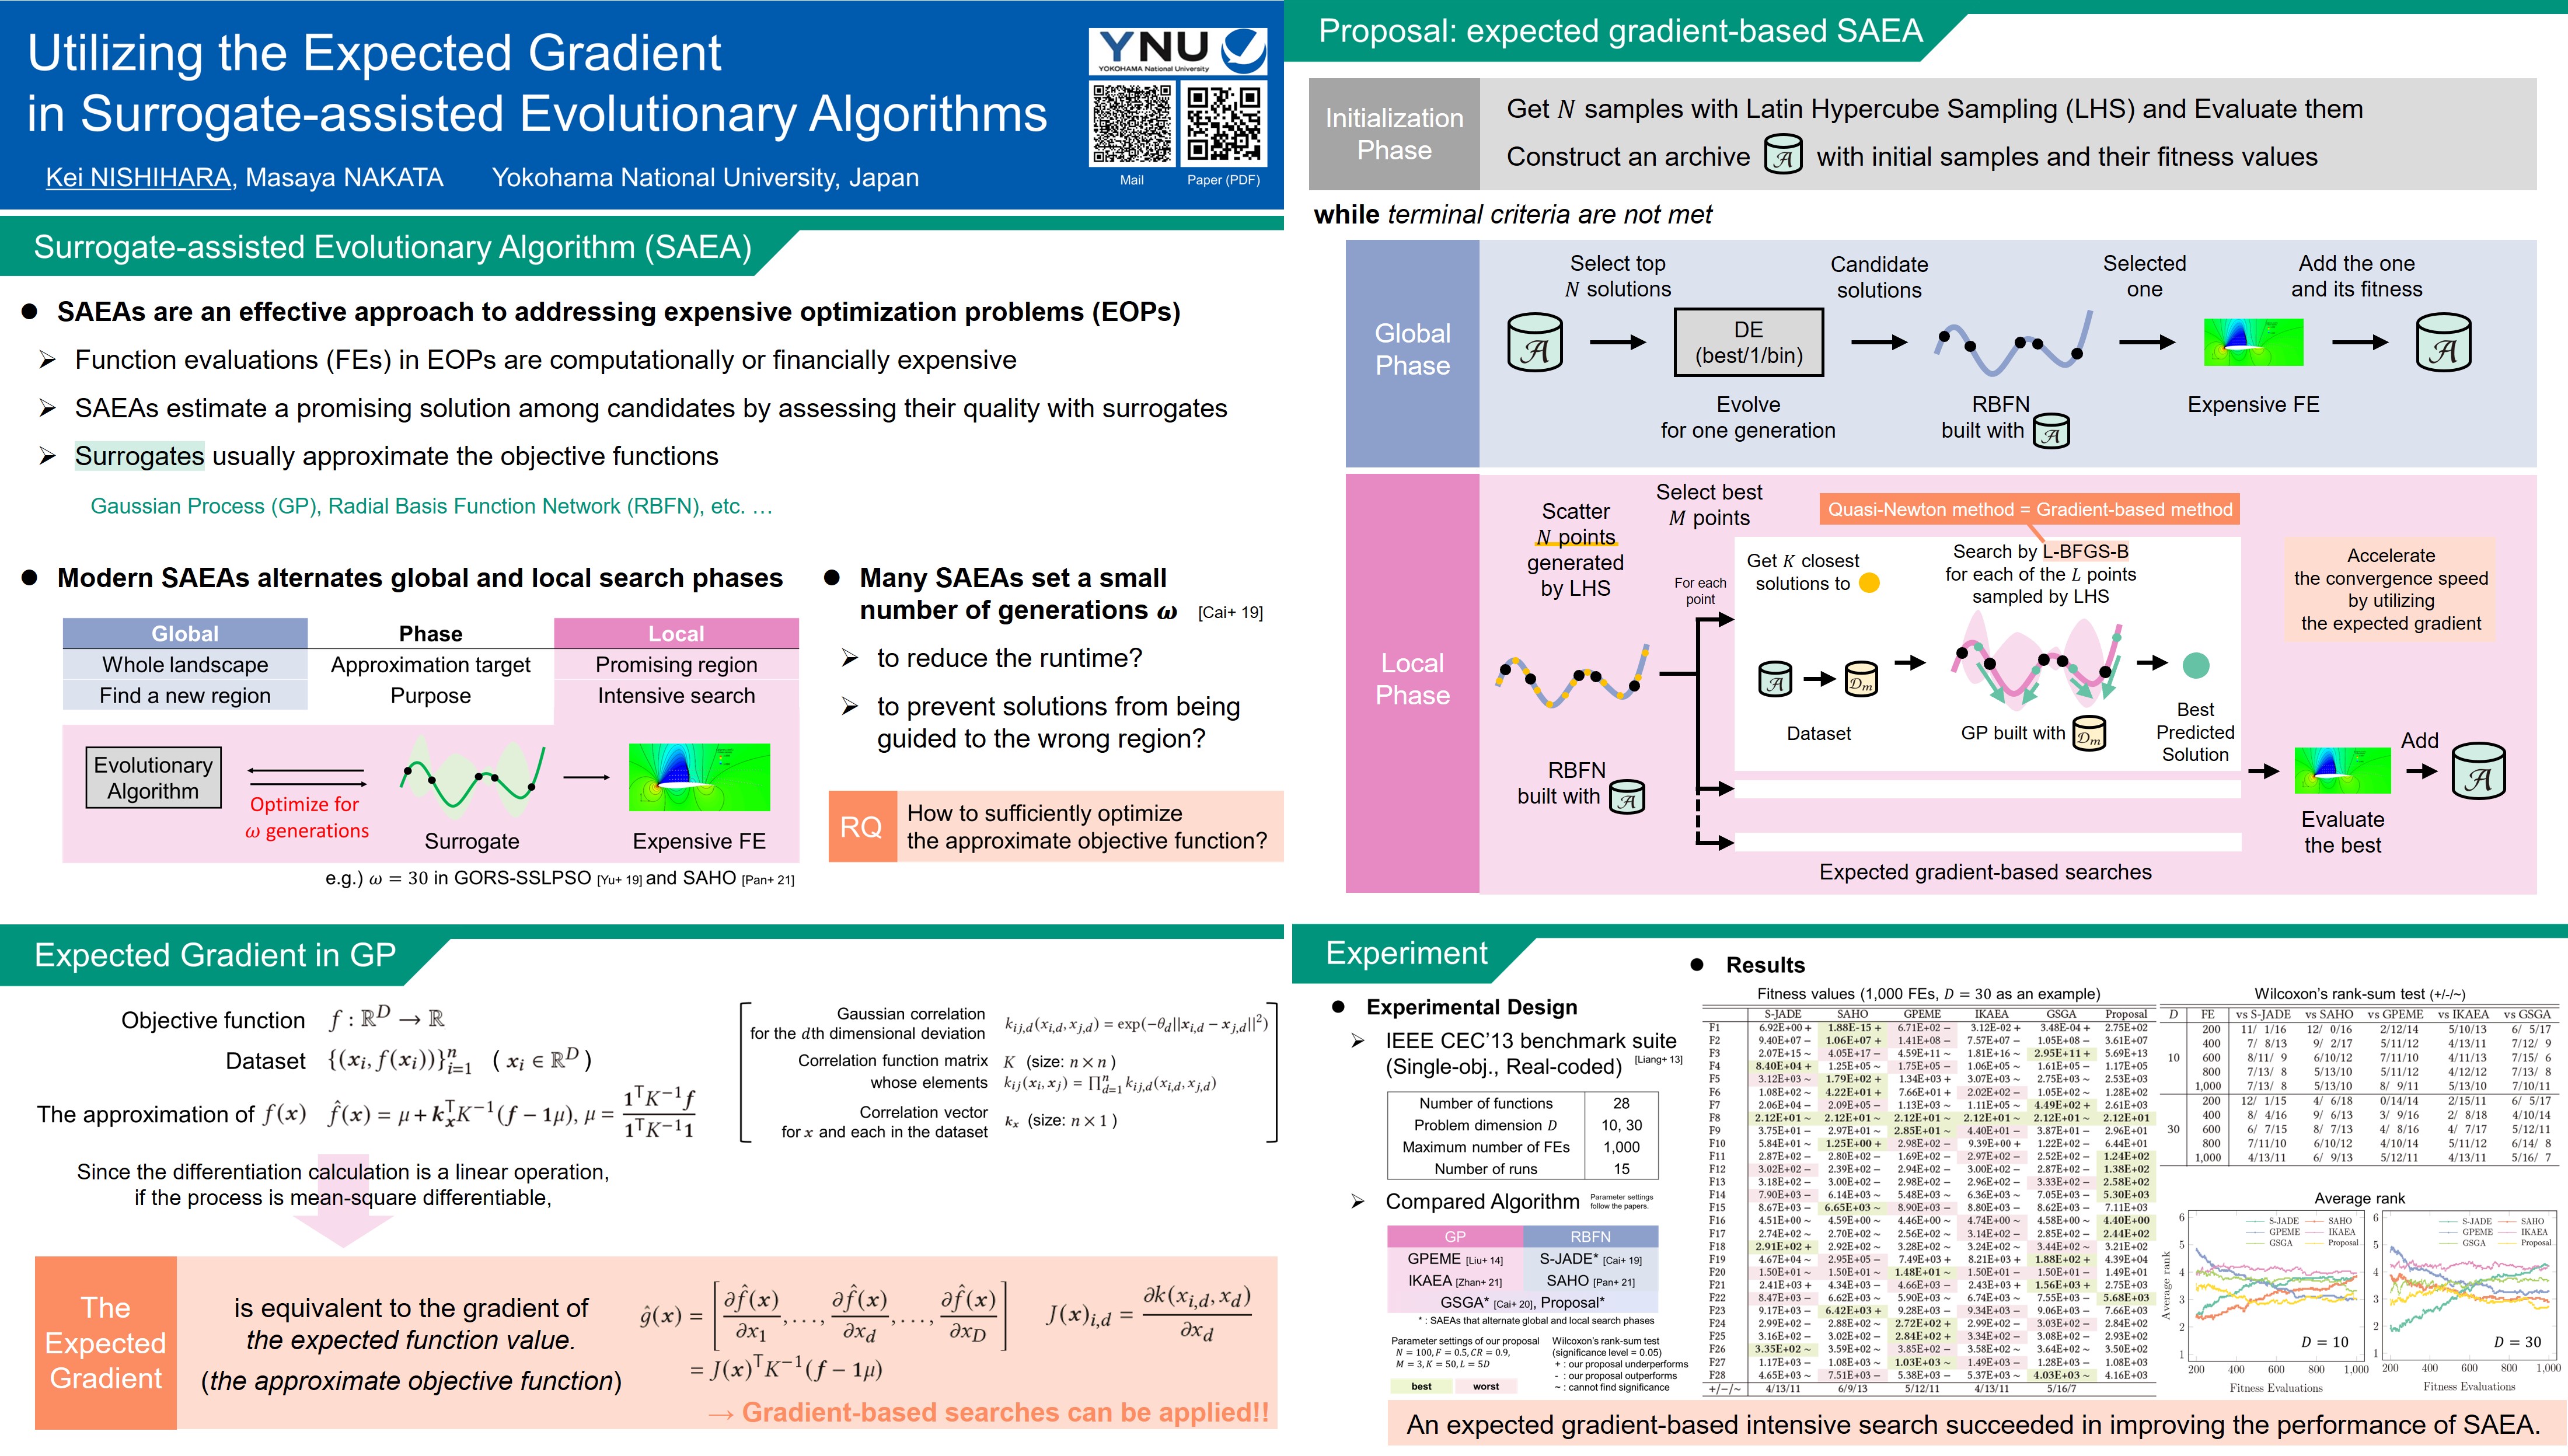 Utilizing the Expected Gradient
in Surrogate-assisted Evolutionary Algorithms
Kei NISHIHARA, Masaya NAKATA Yokohama National University, Japan
YNU
YOKOHAMA National University
Mail Paper (PDF)
Surrogate-assisted Evolutionary Algorithm (SAEA)
● SAEAs are an effective approach to addressing expensive optimization problems (EOPs)
➢ Function evaluations (FEs) in EOPs are computationally or financially expensive
➢ SAEAs estimate a promising solution among candidates by assessing their quality with surrogates
➢ Surrogates usually approximate the objective functions
Gaussian Process (GP), Radial Basis Function Network (RBFN), etc. …
● Modern SAEAs alternates global and local search phases
Global Phase Local
Whole landscape Approximation target Promising region
Find a new region Purpose Intensive search
Evolutionary
Algorithm
Optimize for
ω generations
Surrogate
Expensive FE
e.g.) ω = 30 in GORS-SSLPSO [Yu+ 19] and SAHO [Pan+ 21]
● Many SAEAs set a small
number of generations ω [Cai+ 19]
➢ to reduce the runtime?
➢ to prevent solutions from being
guided to the wrong region?
RQ
How to sufficiently optimize
the approximate objective function?
Expected Gradient in GP
Objective function f : ℝᴰ → ℝ
Dataset {(xᵢ, f(xᵢ))}ⁿᵢ₌₁ ( xᵢ ∈ ℝᴰ )
The approximation of f(x) f̂(x) = μ + kₓᵀK⁻¹(f − 1μ), μ = 1ᵀK⁻¹f / 1ᵀK⁻¹1
Gaussian correlation
for the dth dimensional deviation k_{ij,d}(x_{i,d}, x_{j,d}) = exp(−θ_d||x_{i,d} − x_{j,d}||²)
Correlation function matrix K (size: n × n )
whose elements k_{ij}(x_i, x_j) = ∏ⁿ_{d=1} k_{ij,d}(x_{i,d}, x_{j,d})
Correlation vector
for x and each in the dataset kₓ (size: n × 1 )
Since the differentiation calculation is a linear operation,
if the process is mean-square differentiable,
The
Expected
Gradient
is equivalent to the gradient of
the expected function value.
(the approximate objective function)
ĝ(x) = [∂f̂(x)/∂x₁, . . . , ∂f̂(x)/∂x_d, . . . , ∂f̂(x)/∂x_D] J(x)_{i,d} = ∂k(x_{i,d}, x_d)/∂x_d
= J(x)ᵀK⁻¹(f − 1μ)
→ Gradient-based searches can be applied!!
Proposal: expected gradient-based SAEA
Initialization
Phase
Get N samples with Latin Hypercube Sampling (LHS) and Evaluate them
Construct an archive 𝒜 with initial samples and their fitness values
while terminal criteria are not met
Global
Phase
Select top
N solutions
Candidate
solutions
Selected
one
Add the one
and its fitness
𝒜
DE
(best/1/bin)
𝒜
Evolve
for one generation
RBFN
built with 𝒜
Expensive FE
Local
Phase
Scatter
N points
generated
by LHS
Select best
M points
For each
point
RBFN
built with 𝒜
Quasi-Newton method = Gradient-based method
Get K closest
solutions to
Search by L-BFGS-B
for each of the L points
sampled by LHS
𝒜 𝒟m
Dataset
GP built with 𝒟m
Best
Predicted
Solution
Accelerate
the convergence speed
by utilizing
the expected gradient
Add
𝒜
Evaluate
the best
Expected gradient-based searches
Experiment
● Experimental Design
➢ IEEE CEC’13 benchmark suite
(Single-obj., Real-coded) [Liang+ 13]
Number of functions 28
Problem dimension D 10, 30
Maximum number of FEs 1,000
Number of runs 15
➢ Compared Algorithm Parameter settings
follow the papers.
GP RBFN
GPEME [Liu+ 14] S-JADE* [Cai+ 19]
IKAEA [Zhan+ 21] SAHO [Pan+ 21]
GSGA* [Cai+ 20], Proposal*
* : SAEAs that alternate global and local search phases
Parameter settings of our proposal
N = 100, F = 0.5, CR = 0.9,
M = 3, K = 50, L = 5D
best worst
Wilcoxon’s rank-sum test
(significance level = 0.05)
+ : our proposal underperforms
- : our proposal outperforms
~ : cannot find significance
● Results
Fitness values (1,000 FEs, D = 30 as an example)
S-JADE SAHO GPEME IKAEA GSGA Proposal
F1 6.92E+00 + 1.88E-15 + 6.71E+02 − 3.12E-02 + 3.48E-04 + 2.75E+02
F2 9.40E+07 − 1.06E+07 + 1.41E+08 − 7.57E+07 − 1.05E+08 − 3.61E+07
F3 2.07E+15 ~ 4.05E+17 − 4.59E+11 ~ 1.81E+16 ~ 2.95E+11 + 5.69E+13
F4 8.40E+04 + 1.25E+05 ~ 1.75E+05 − 1.06E+05 ~ 1.61E+05 − 1.17E+05
F5 3.12E+03 ~ 1.79E+02 + 1.34E+03 + 3.07E+03 ~ 2.75E+03 ~ 2.53E+03
F6 1.08E+02 ~ 4.22E+01 + 7.66E+01 + 2.02E+02 − 1.05E+02 ~ 1.28E+02
F7 2.06E+04 − 2.09E+05 − 1.13E+03 ~ 1.11E+05 ~ 4.49E+02 + 2.61E+03
F8 2.12E+01 ~ 2.12E+01 ~ 2.12E+01 ~ 2.12E+01 ~ 2.12E+01 ~ 2.12E+01
F9 3.75E+01 − 2.97E+01 ~ 2.85E+01 ~ 4.40E+01 − 3.87E+01 − 2.96E+01
F10 5.84E+01 ~ 1.25E+00 + 2.98E+02 − 9.39E+00 + 1.22E+02 − 6.44E+01
F11 2.87E+02 − 2.80E+02 − 1.69E+02 − 2.97E+02 − 2.52E+02 − 1.24E+02
F12 3.02E+02 − 2.39E+02 − 2.94E+02 − 3.00E+02 − 2.87E+02 − 1.38E+02
F13 3.18E+02 − 3.00E+02 − 2.98E+02 − 2.96E+02 − 3.33E+02 − 2.58E+02
F14 7.90E+03 − 6.14E+03 ~ 5.48E+03 ~ 6.36E+03 ~ 7.05E+03 − 5.30E+03
F15 8.67E+03 − 6.65E+03 ~ 8.90E+03 − 8.80E+03 − 8.62E+03 − 7.11E+03
F16 4.51E+00 ~ 4.59E+00 ~ 4.46E+00 ~ 4.74E+00 ~ 4.58E+00 ~ 4.40E+00
F17 2.74E+02 − 2.70E+02 − 2.56E+02 ~ 3.14E+02 − 2.85E+02 − 2.44E+02
F18 2.91E+02 + 2.92E+02 ~ 3.28E+02 ~ 3.24E+02 ~ 3.44E+02 ~ 3.21E+02
F19 4.67E+04 ~ 2.95E+05 − 7.49E+03 + 8.21E+03 + 1.88E+02 + 4.39E+04
F20 1.50E+01 ~ 1.50E+01 ~ 1.48E+01 ~ 1.50E+01 − 1.50E+01 − 1.49E+01
F21 2.41E+03 + 4.34E+03 − 4.66E+03 − 2.43E+03 + 1.56E+03 + 2.75E+03
F22 8.47E+03 − 6.62E+03 ~ 5.90E+03 ~ 6.74E+03 ~ 7.55E+03 − 5.68E+03
F23 9.17E+03 − 6.42E+03 + 9.28E+03 − 9.34E+03 − 9.06E+03 − 7.66E+03
F24 2.99E+02 − 2.88E+02 ~ 2.72E+02 + 2.99E+02 − 3.03E+02 − 2.84E+02
F25 3.16E+02 − 3.02E+02 − 2.84E+02 + 3.34E+02 − 3.08E+02 − 2.93E+02
F26 3.35E+02 ~ 3.59E+02 ~ 3.85E+02 − 3.58E+02 ~ 3.64E+02 ~ 3.50E+02
F27 1.17E+03 − 1.08E+03 ~ 1.03E+03 ~ 1.49E+03 − 1.28E+03 − 1.08E+03
F28 4.65E+03 ~ 7.51E+03 − 5.38E+03 − 5.37E+03 ~ 4.03E+03 ~ 4.16E+03
+/−/~ 4/13/11 6/9/13 5/12/11 4/13/11 5/16/7
Wilcoxon’s rank-sum test (+/-/~)
D FE vs S-JADE vs SAHO vs GPEME vs IKAEA vs GSGA
200 11/ 1/16 12/ 0/16 2/12/14 5/10/13 6/ 5/17
400 7/ 8/13 9/ 2/17 5/11/12 4/13/11 7/12/ 9
10 600 8/11/ 9 6/10/12 7/11/10 4/11/13 7/15/ 6
800 7/13/ 8 5/13/10 5/11/12 4/12/12 7/13/ 8
1,000 7/13/ 8 5/13/10 8/ 9/11 5/13/10 7/10/11
200 12/ 1/15 4/ 6/18 0/14/14 2/15/11 6/ 5/17
400 8/ 4/16 9/ 6/13 3/ 9/16 2/ 8/18 4/10/14
30 600 6/ 7/15 8/ 7/13 4/ 8/16 4/ 7/17 5/12/11
800 7/11/10 6/10/12 4/10/14 5/11/12 6/14/ 8
1,000 4/13/11 6/ 9/13 5/12/11 4/13/11 5/16/ 7
Average rank
Average rank
6 5 4 3 2 1
S-JADE SAHO
GPEME IKAEA
GSGA Proposal
D = 10
200 400 600 800 1,000
Fitness Evaluations
6 5 4 3 2 1
S-JADE SAHO
GPEME IKAEA
GSGA Proposal
D = 30
200 400 600 800 1,000
Fitness Evaluations
An expected gradient-based intensive search succeeded in improving the performance of SAEA.